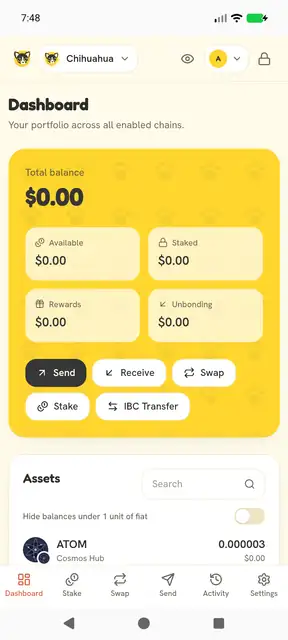 7:48
Chihuahua
A
Dashboard
Your portfolio across all enabled chains.
Total balance
$0.00
Available
$0.00
Staked
$0.00
Rewards
$0.00
Unbonding
$0.00
Send
Receive
Swap
Stake
IBC Transfer
Assets
Search
Hide balances under 1 unit of fiat
ATOM
0.000003
Cosmos Hub
$0.00
Dashboard
Stake
Swap
Send
Activity
Settings